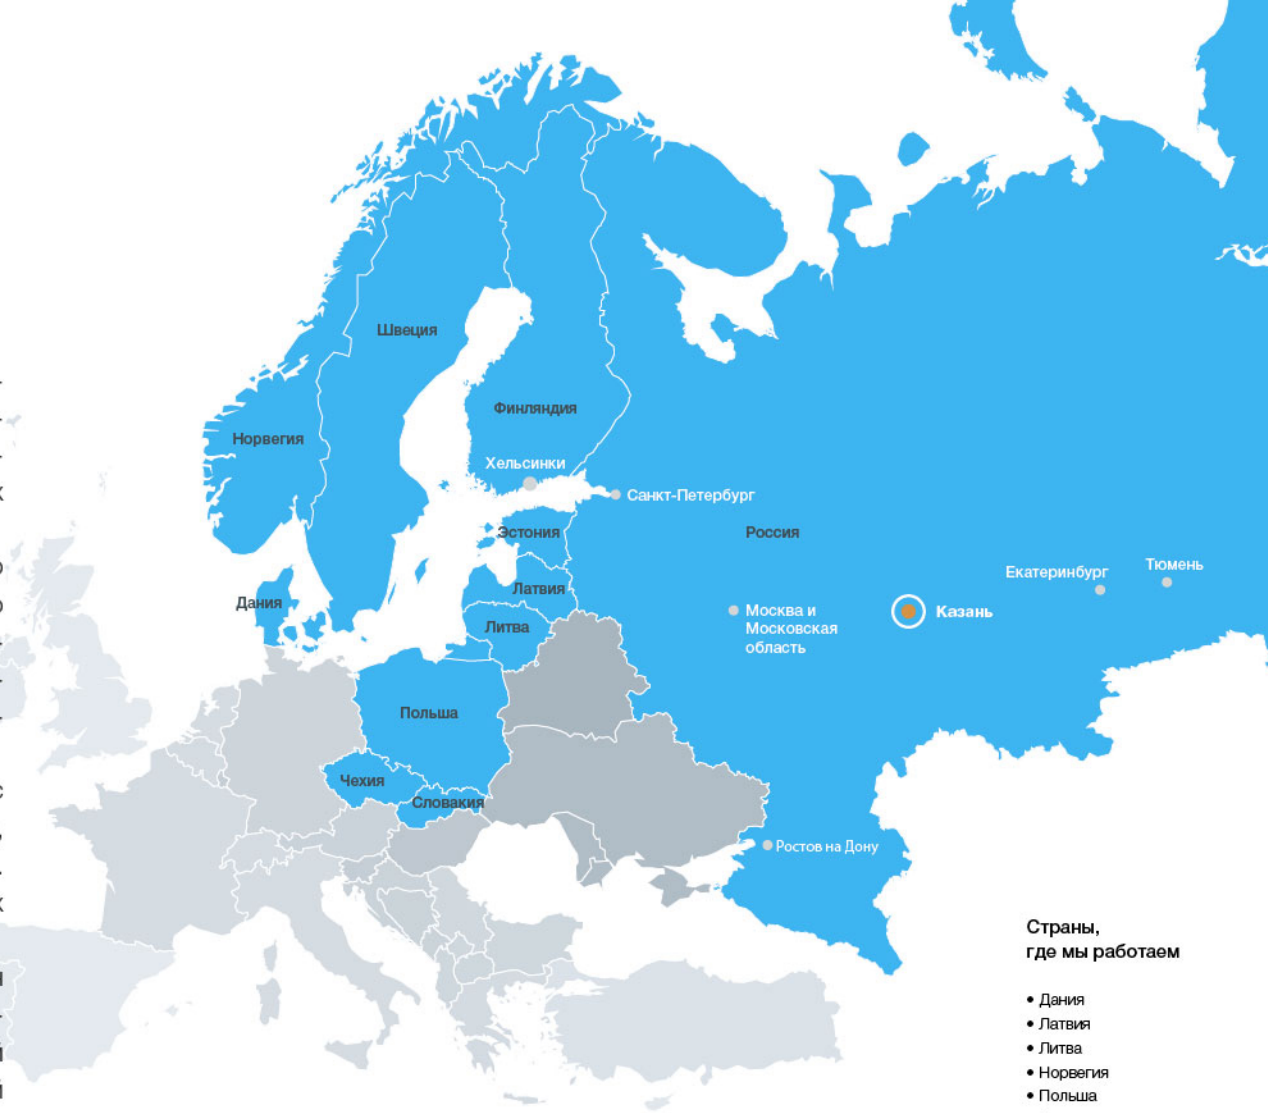 Швеция
Финляндия
Норвегия
Хельсинки
Санкт-Петербург
Эстония
Россия
Екатеринбург
Тюмень
Латвия
Дания
Москва и
Московская
область
Казань
Литва
Польша
Чехия
Словакия
Ростов на Дону
Страны,
где мы работаем
• Дания
• Латвия
• Литва
• Норвегия
• Польша